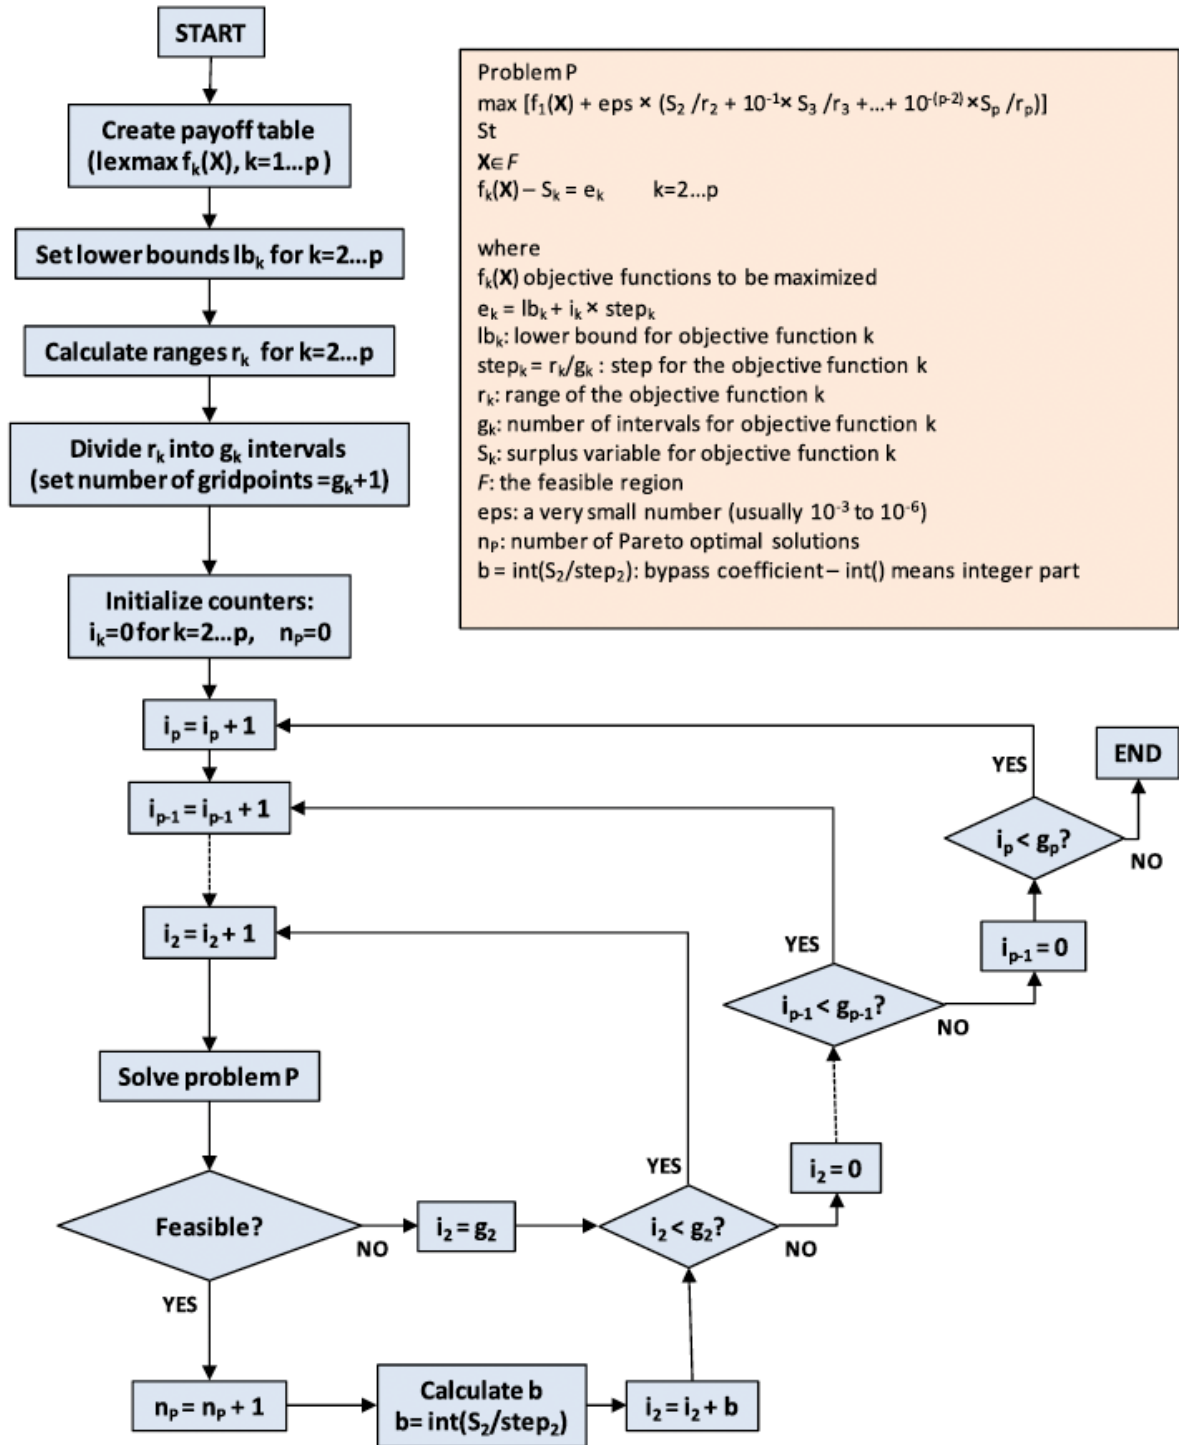 START
Create payoff table
(lexmax fₖ(X), k=1...p )
Set lower bounds lbₖ for k=2...p
Calculate ranges rₖ for k=2...p
Divide rₖ into gₖ intervals
(set number of gridpoints =gₖ+1)
Initialize counters:
iₖ=0 for k=2...p, nₚ=0
iₚ = iₚ + 1
iₚ₋₁ = iₚ₋₁ + 1
i₂ = i₂ + 1
Solve problem P
Feasible?
NO
YES
i₂ = g₂
nₚ = nₚ + 1
Calculate b
b= int(S₂/step₂)
i₂ = i₂ + b
i₂ < g₂?
YES
NO
i₂ = 0
iₚ₋₁ < gₚ₋₁?
YES
NO
iₚ₋₁ = 0
iₚ < gₚ?
YES
NO
END
Problem P
max [f₁(X) + eps × (S₂ /r₂ + 10⁻¹× S₃ /r₃ +...+ 10⁻⁽ᵖ⁻²⁾ ×Sₚ /rₚ)]
St
X∈F
fₖ(X) – Sₖ = eₖ k=2...p
where
fₖ(X) objective functions to be maximized
eₖ = lbₖ + iₖ × stepₖ
lbₖ: lower bound for objective function k
stepₖ = rₖ/gₖ : step for the objective function k
rₖ: range of the objective function k
gₖ: number of intervals for objective function k
Sₖ: surplus variable for objective function k
F: the feasible region
eps: a very small number (usually 10⁻³ to 10⁻⁶)
nₚ: number of Pareto optimal solutions
b = int(S₂/step₂): bypass coefficient – int() means integer part